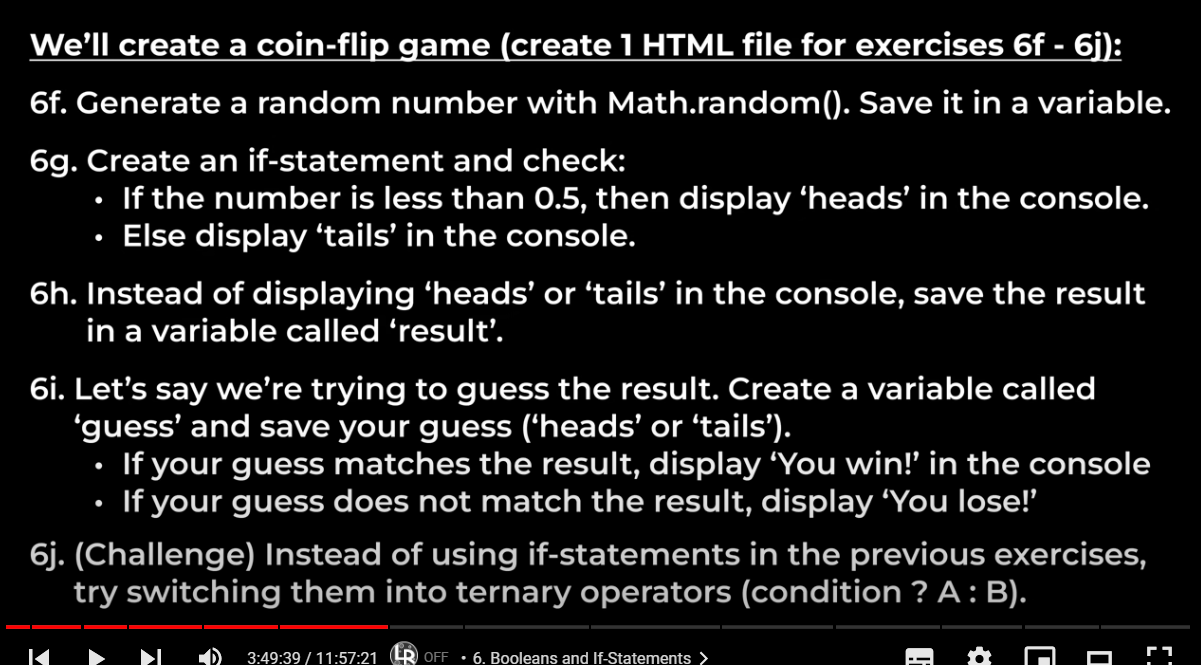 We’ll create a coin-flip game (create 1 HTML file for exercises 6f - 6j):
6f. Generate a random number with Math.random(). Save it in a variable.
6g. Create an if-statement and check:
• If the number is less than 0.5, then display ‘heads’ in the console.
• Else display ‘tails’ in the console.
6h. Instead of displaying ‘heads’ or ‘tails’ in the console, save the result
in a variable called ‘result’.
6i. Let’s say we’re trying to guess the result. Create a variable called
‘guess’ and save your guess (‘heads’ or ‘tails’).
• If your guess matches the result, display ‘You win!’ in the console
• If your guess does not match the result, display ‘You lose!’
6j. (Challenge) Instead of using if-statements in the previous exercises,
try switching them into ternary operators (condition ? A : B).
3:49:39 / 11:57:21 OFF • 6. Booleans and If-Statements